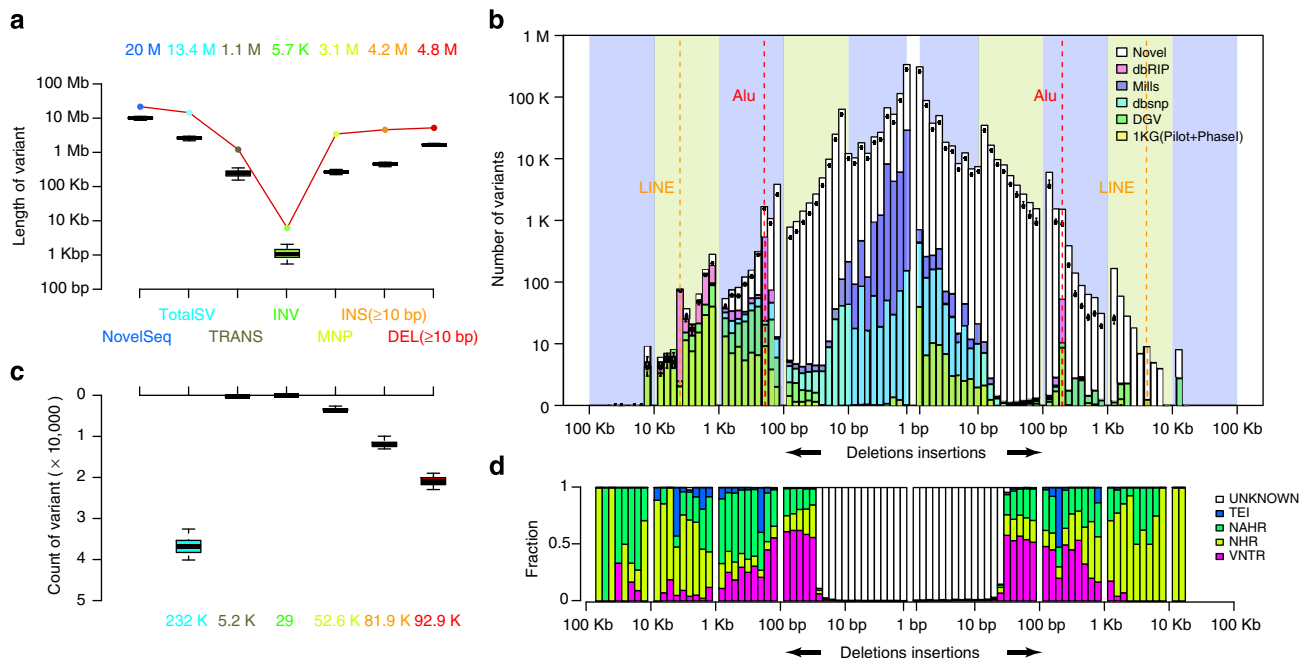 a
20 M 13.4 M 1.1 M 5.7 K 3.1 M 4.2 M 4.8 M
Length of variant
100 Mb
10 Mb
1 Mb
100 Kb
10 Kb
1 Kbp
100 bp
TotalSV INV INS(≥10 bp)
NovelSeq TRANS MNP DEL(≥10 bp)
b
Number of variants
1 M
100 K
10 K
1 K
100
10
0
LINE
Alu
Alu
LINE
Novel
dbRIP
Mills
dbsnp
DGV
1KG(Pilot+PhaseI)
100 Kb 10 Kb 1 Kb 100 bp 10 bp 1 bp 10 bp 100 bp 1 Kb 10 Kb 100 Kb
Deletions insertions
c
Count of variant (× 10,000)
0
1
2
3
4
5
232 K 5.2 K 29 52.6 K 81.9 K 92.9 K
d
Fraction
1
0.5
0
UNKNOWN
TEI
NAHR
NHR
VNTR
100 Kb 10 Kb 1 Kb 100 bp 10 bp 1 bp 10 bp 100 bp 1 Kb 10 Kb 100 Kb
Deletions insertions